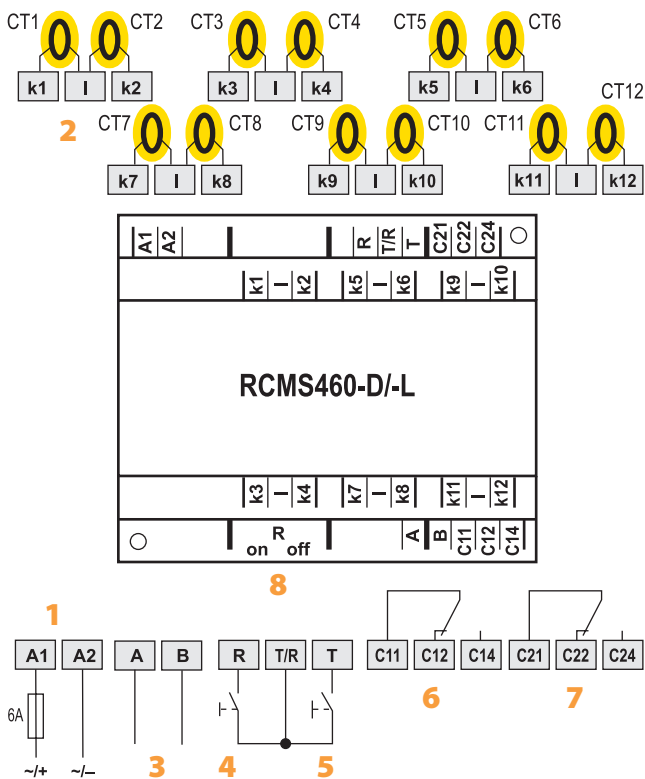 CT1 CT2 CT3 CT4 CT5 CT6
k1 I k2 k3 I k4 k5 I k6
CT12
2 CT7 CT8 CT9 CT10 CT11
k7 I k8 k9 I k10 k11 I k12
A1 A2 R T/R T C21 C22 C24
k1 I k2 k5 I k6 k9 I k10
RCMS460-D/-L
k3 I k4 k7 I k8 k11 I k12
R
on off
A B C11 C12 C14
8
1
A1 A2 A B R T/R T C11 C12 C14 C21 C22 C24
6 7
6A
3 4 5
~/+ ~/–